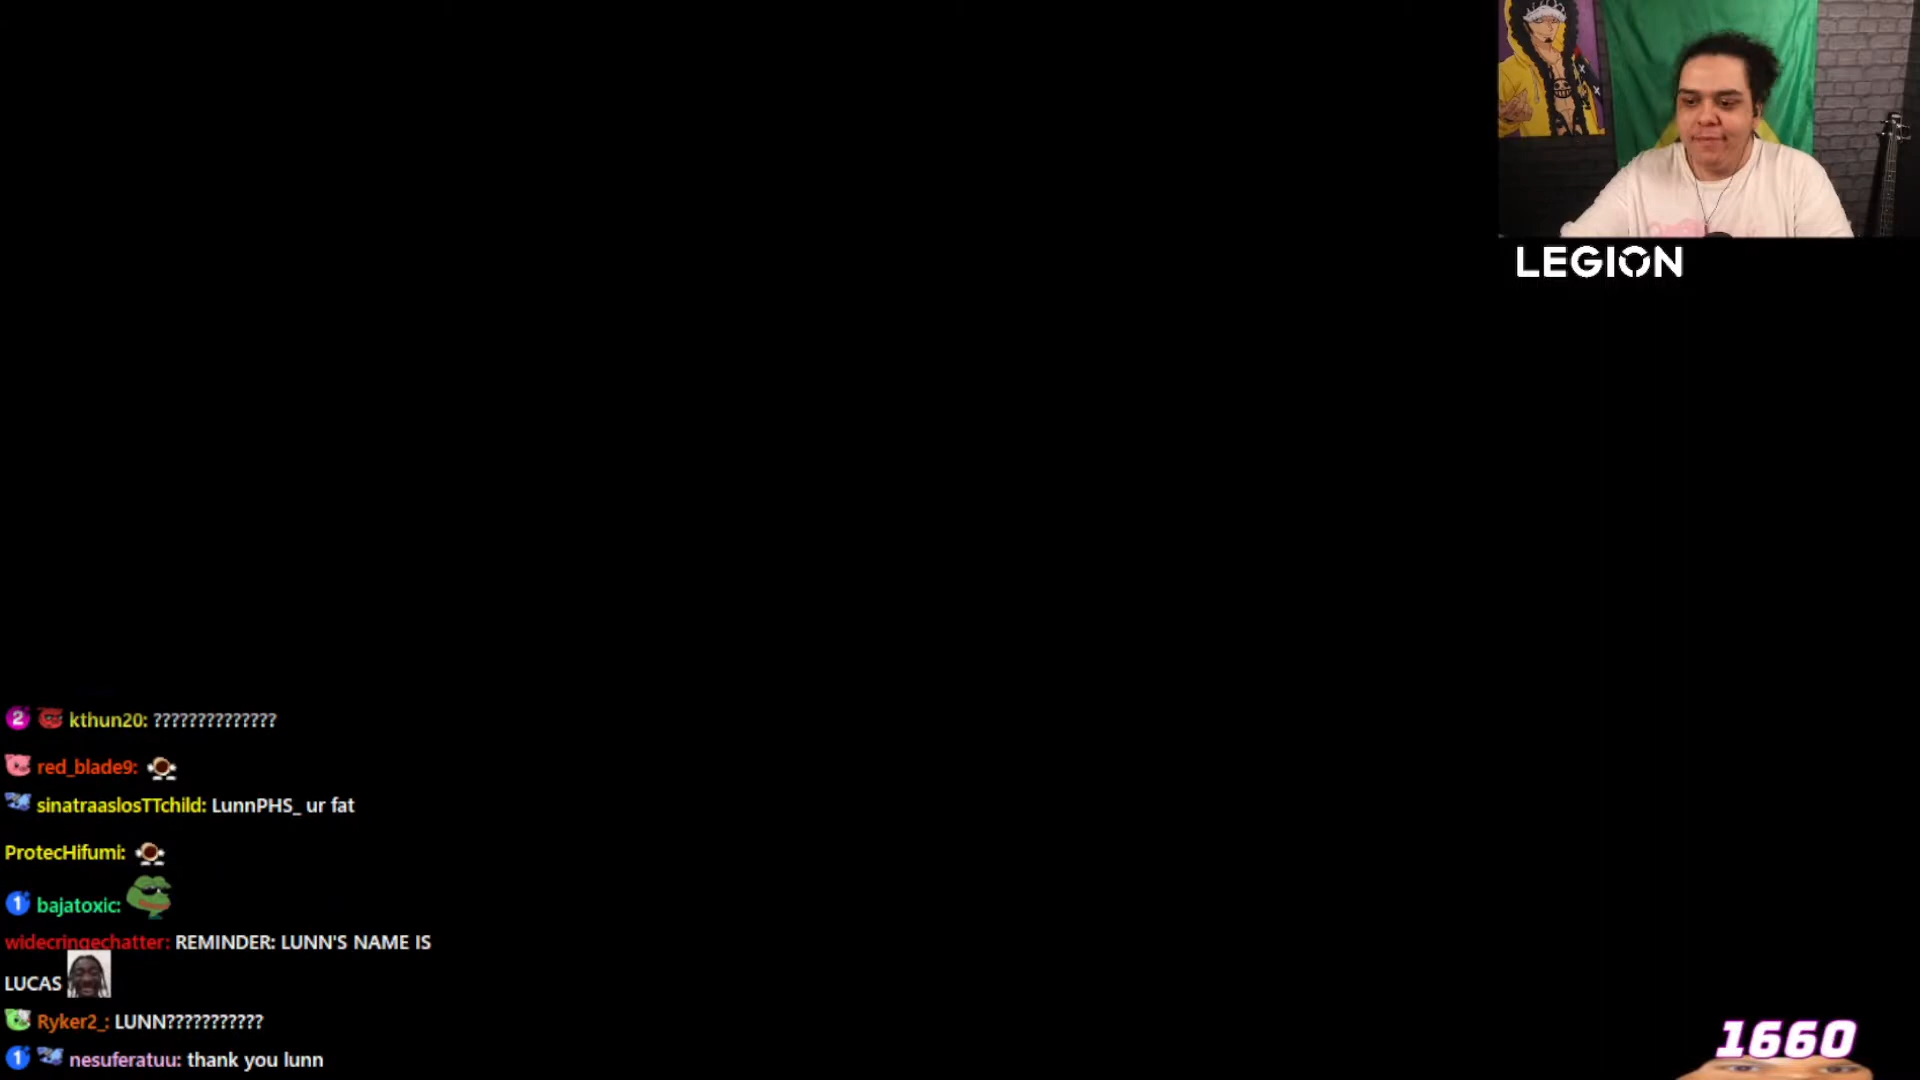 LEGION
2 kthun20: ??????????????
red_blade9:
sinatraaslosTTchild: LunnPHS_ ur fat
ProtecHifumi:
1 bajatoxic:
widecringechatter: REMINDER: LUNN'S NAME IS
LUCAS
Ryker2_: LUNN???????????
1 nesuferatuu: thank you lunn
1660